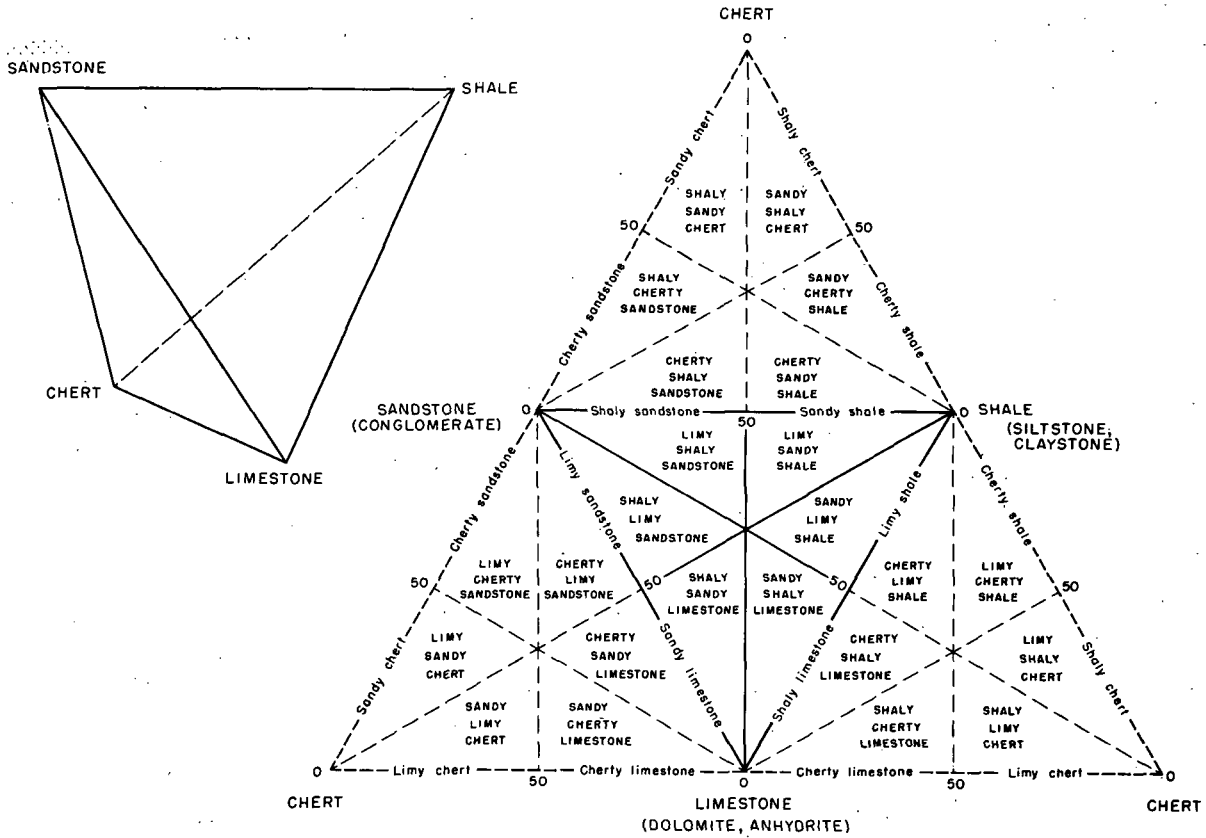 SANDSTONE
SHALE
CHERT
LIMESTONE
CHERT
0
Sandy chert
Shaly chert
SHALY
SANDY
CHERT
SANDY
SHALY
CHERT
50
50
Cherty sandstone
SHALY
CHERTY
SANDSTONE
SANDY
CHERTY
SHALE
Cherty shale
CHERTY
SHALY
SANDSTONE
CHERTY
SANDY
SHALE
SANDSTONE
(CONGLOMERATE)
0
Shaly sandstone
50
Sandy shale
0
SHALE
(SILTSTONE,
CLAYSTONE)
LIMY
SHALY
SANDSTONE
LIMY
SANDY
SHALE
Cherty sandstone
Limy sandstone
SHALY
LIMY
SANDSTONE
SANDY
LIMY
SHALE
Limy shale
Cherty shale
LIMY
CHERTY
SANDSTONE
CHERTY
LIMY
SANDSTONE
SHALY
SANDY
LIMESTONE
SANDY
SHALY
LIMESTONE
CHERTY
LIMY
SHALE
LIMY
CHERTY
SHALE
50
50
50
50
Sandy chert
LIMY
SANDY
CHERT
CHERTY
SANDY
LIMESTONE
Sandy limestone
Shaly limestone
CHERTY
SHALY
LIMESTONE
LIMY
SHALY
CHERT
Shaly chert
SANDY
LIMY
CHERT
SANDY
CHERTY
LIMESTONE
SHALY
CHERTY
LIMESTONE
SHALY
LIMY
CHERT
0
Limy chert
50
Cherty limestone
0
Cherty limestone
50
Limy chert
0
CHERT
LIMESTONE
(DOLOMITE, ANHYDRITE)
CHERT